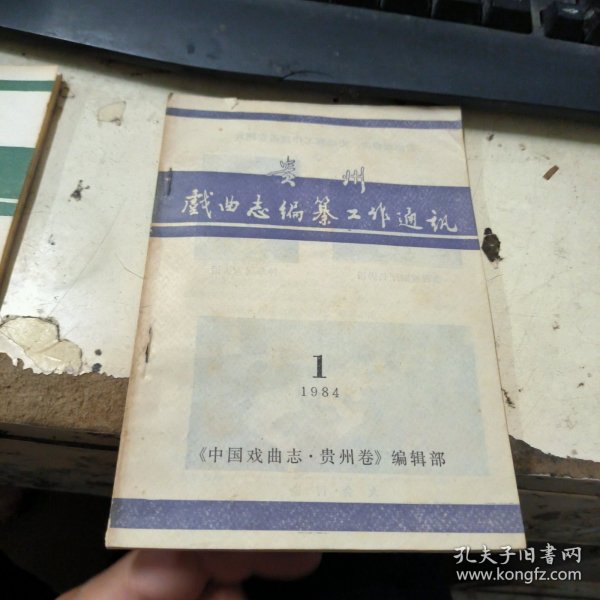 贵州
戏曲志编纂工作通讯
1
1984
《中国戏曲志·贵州卷》编辑部
孔夫子旧书网
www.kongfz.com